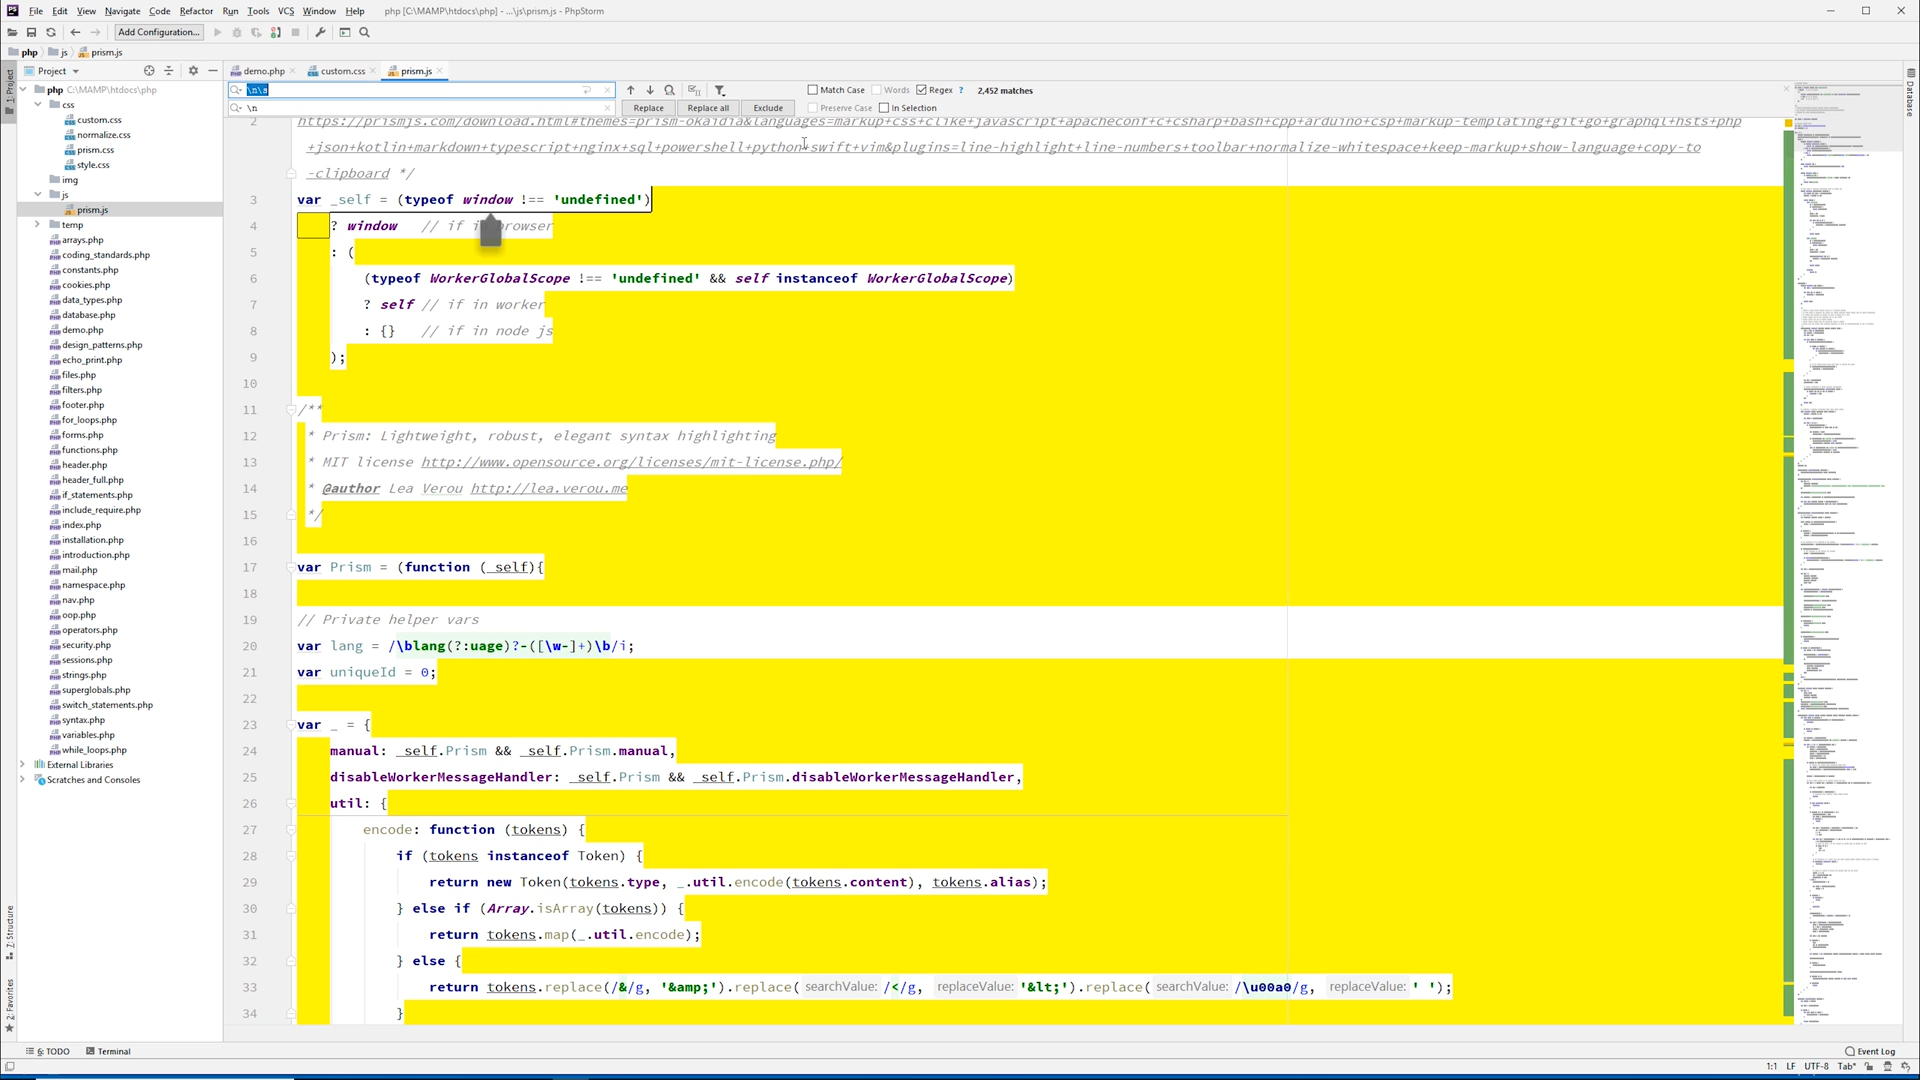 File Edit View Navigate Code Refactor Run Tools VCS Window Help php [C:\MAMP\htdocs\php] - ...\js\prism.js - PhpStorm
Add Configuration...
php js prism.js
Project
demo.php custom.css prism.js
1: Project
Database
php C:\MAMP\htdocs\php
css
custom.css
normalize.css
prism.css
style.css
img
js
prism.js
temp
arrays.php
coding_standards.php
constants.php
cookies.php
data_types.php
database.php
demo.php
design_patterns.php
echo_print.php
files.php
filters.php
footer.php
for_loops.php
forms.php
functions.php
header.php
header_full.php
if_statements.php
include_require.php
index.php
installation.php
introduction.php
mail.php
namespace.php
nav.php
oop.php
operators.php
security.php
sessions.php
strings.php
superglobals.php
switch_statements.php
syntax.php
variables.php
while_loops.php
External Libraries
Scratches and Consoles
\n\s
Match Case Words Regex ? 2,452 matches
\n
Replace Replace all Exclude Preserve Case In Selection
2 https://prismjs.com/download.html#themes=prism-okaidia&languages=markup+css+clike+javascript+apacheconf+c+csharp+bash+cpp+arduino+csp+markup-templating+git+go+graphql+hsts+php
+json+kotlin+markdown+typescript+nginx+sql+powershell+python+swift+vim&plugins=line-highlight+line-numbers+toolbar+normalize-whitespace+keep-markup+show-language+copy-to
-clipboard */
3 var _self = (typeof window !== 'undefined')
4 ? window // if in browser
5 : (
6 (typeof WorkerGlobalScope !== 'undefined' && self instanceof WorkerGlobalScope)
7 ? self // if in worker
8 : {} // if in node js
9 );
10
11 /**
12 * Prism: Lightweight, robust, elegant syntax highlighting
13 * MIT license http://www.opensource.org/licenses/mit-license.php/
14 * @author Lea Verou http://lea.verou.me
15 */
16
17 var Prism = (function (_self){
18
19 // Private helper vars
20 var lang = /\blang(?:uage)?-([\w-]+)\b/i;
21 var uniqueId = 0;
22
23 var _ = {
24 manual: _self.Prism && _self.Prism.manual,
25 disableWorkerMessageHandler: _self.Prism && _self.Prism.disableWorkerMessageHandler,
26 util: {
27 encode: function (tokens) {
28 if (tokens instanceof Token) {
29 return new Token(tokens.type, _.util.encode(tokens.content), tokens.alias);
30 } else if (Array.isArray(tokens)) {
31 return tokens.map(_.util.encode);
32 } else {
33 return tokens.replace(/&/g, '&amp;').replace( searchValue: /</g, replaceValue: '&lt;').replace( searchValue: /\u00a0/g, replaceValue: ' ');
34 }
7: Structure
2: Favorites
6: TODO Terminal Event Log
1:1 LF UTF-8 Tab*